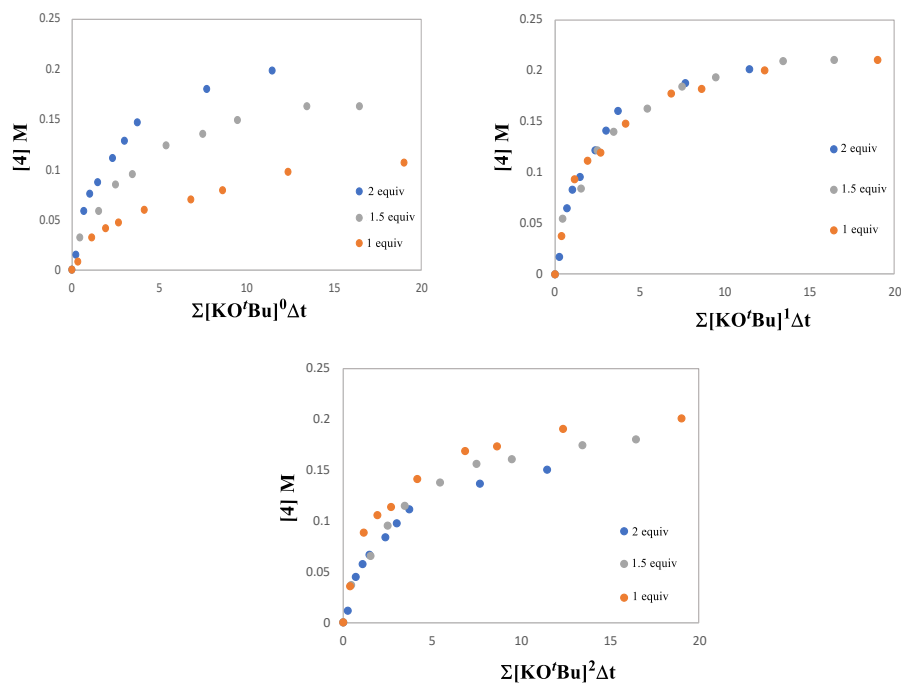 0.25
0.2
0.15
0.1
0.05
0
[4] M
2 equiv
1.5 equiv
1 equiv
0 5 10 15 20
Σ[KOᵗBu]⁰Δt
0.25
0.2
0.15
0.1
0.05
0
[4] M
2 equiv
1.5 equiv
1 equiv
0 5 10 15 20
Σ[KOᵗBu]¹Δt
0.25
0.2
0.15
0.1
0.05
0
[4] M
2 equiv
1.5 equiv
1 equiv
0 5 10 15 20
Σ[KOᵗBu]²Δt